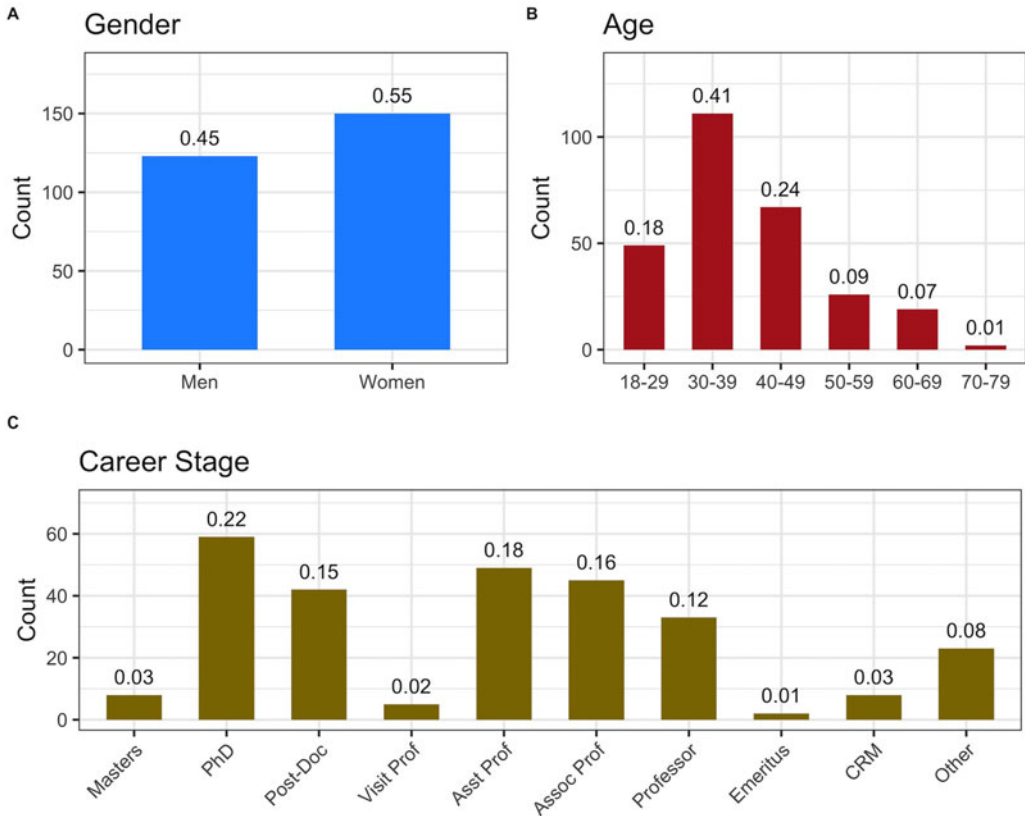 A
Gender
Count
150
100
50
0
0.45
0.55
Men
Women
B
Age
Count
100
50
0
0.18
0.41
0.24
0.09
0.07
0.01
18-29
30-39
40-49
50-59
60-69
70-79
C
Career Stage
Count
60
40
20
0
0.03
0.22
0.15
0.02
0.18
0.16
0.12
0.01
0.03
0.08
Masters
PhD
Post-Doc
Visit Prof
Asst Prof
Assoc Prof
Professor
Emeritus
CRM
Other